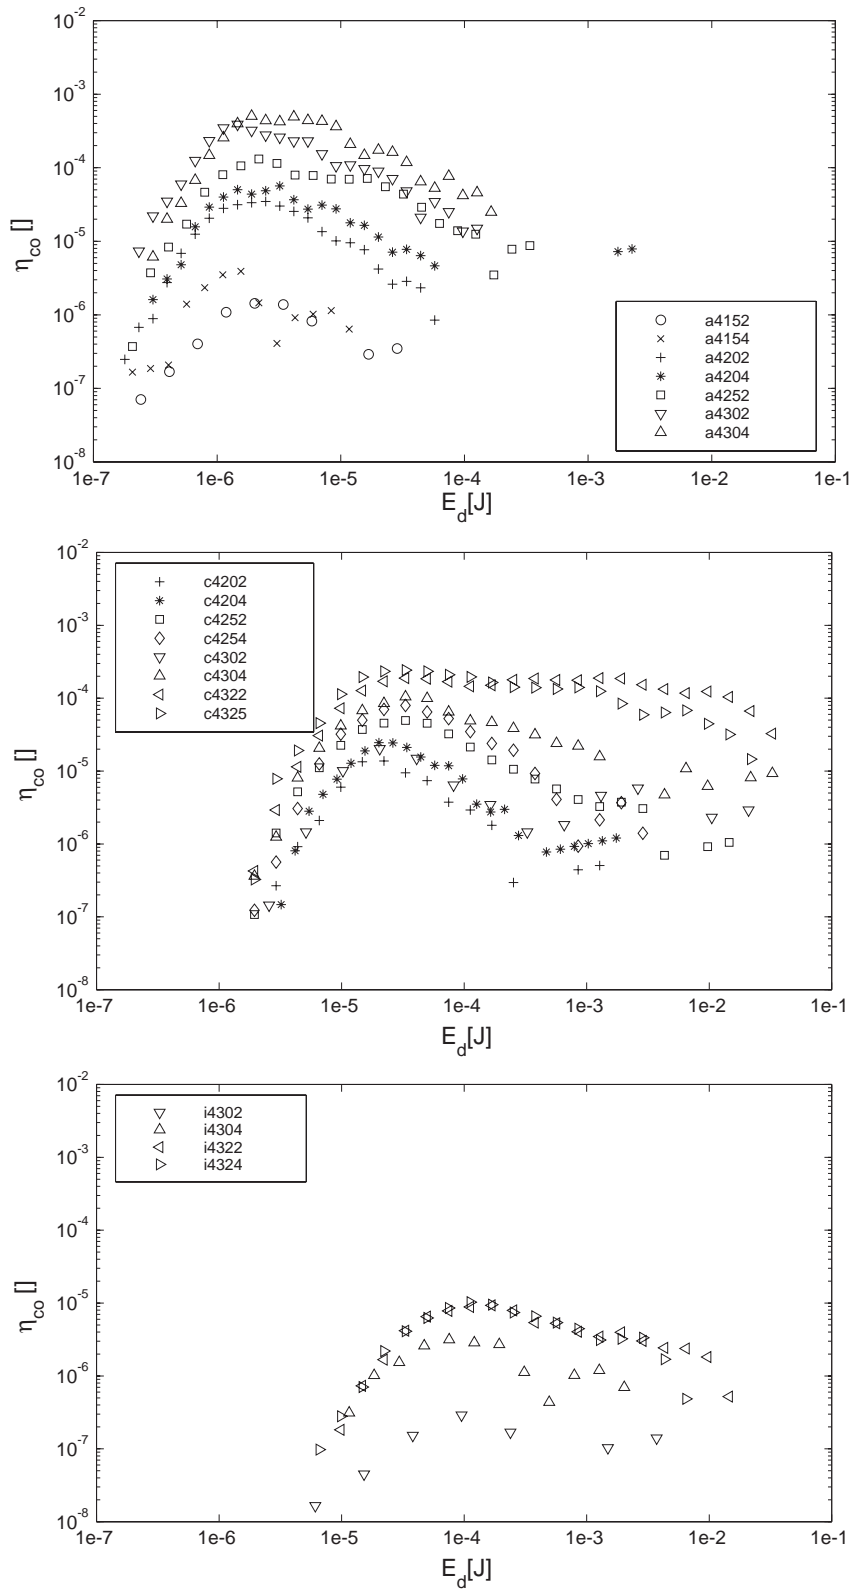 10^-2
10^-3
10^-4
10^-5
10^-6
10^-7
10^-8
η_co []
a4152
a4154
a4202
a4204
a4252
a4302
a4304
1e-7 1e-6 1e-5 1e-4 1e-3 1e-2 1e-1
E_d[J]
10^-2
10^-3
10^-4
10^-5
10^-6
10^-7
10^-8
η_co []
c4202
c4204
c4252
c4254
c4302
c4304
c4322
c4325
1e-7 1e-6 1e-5 1e-4 1e-3 1e-2 1e-1
E_d[J]
10^-2
10^-3
10^-4
10^-5
10^-6
10^-7
10^-8
η_co []
i4302
i4304
i4322
i4324
1e-7 1e-6 1e-5 1e-4 1e-3 1e-2 1e-1
E_d[J]